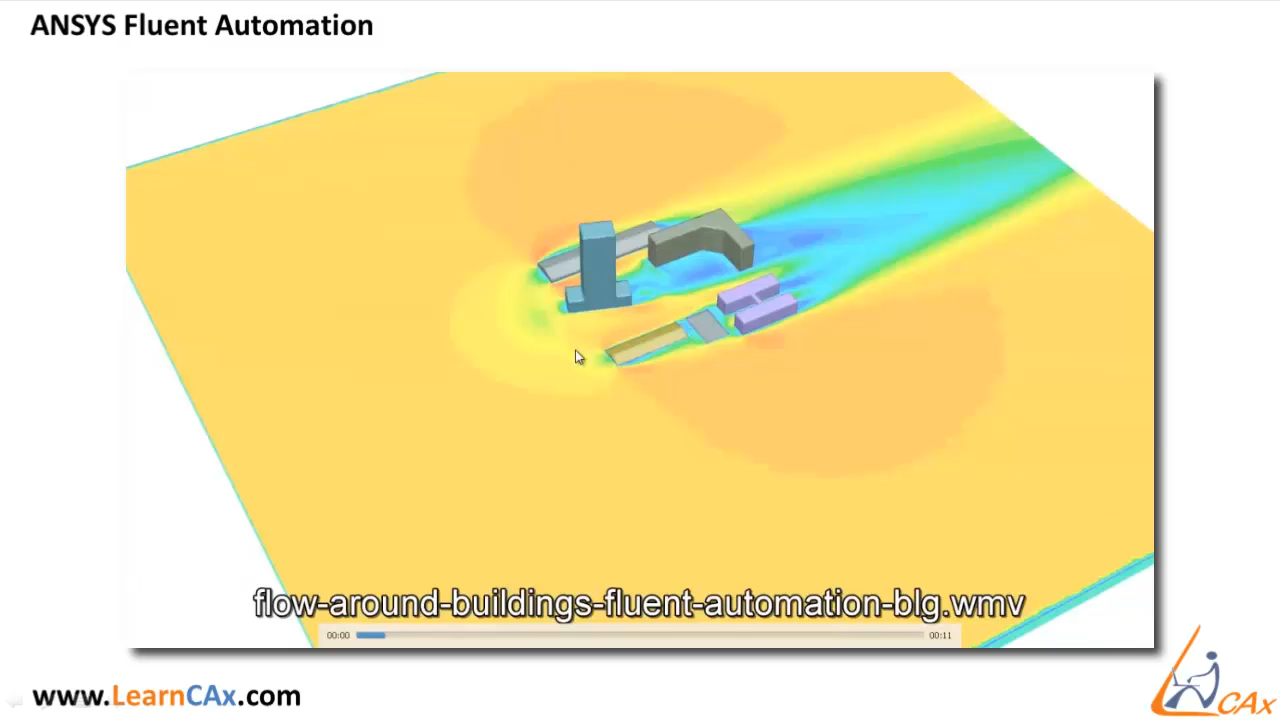 ANSYS Fluent Automation
flow-around-buildings-fluent-automation-blg.wmv
00:00 00:11
www.LearnCAx.com
CAx